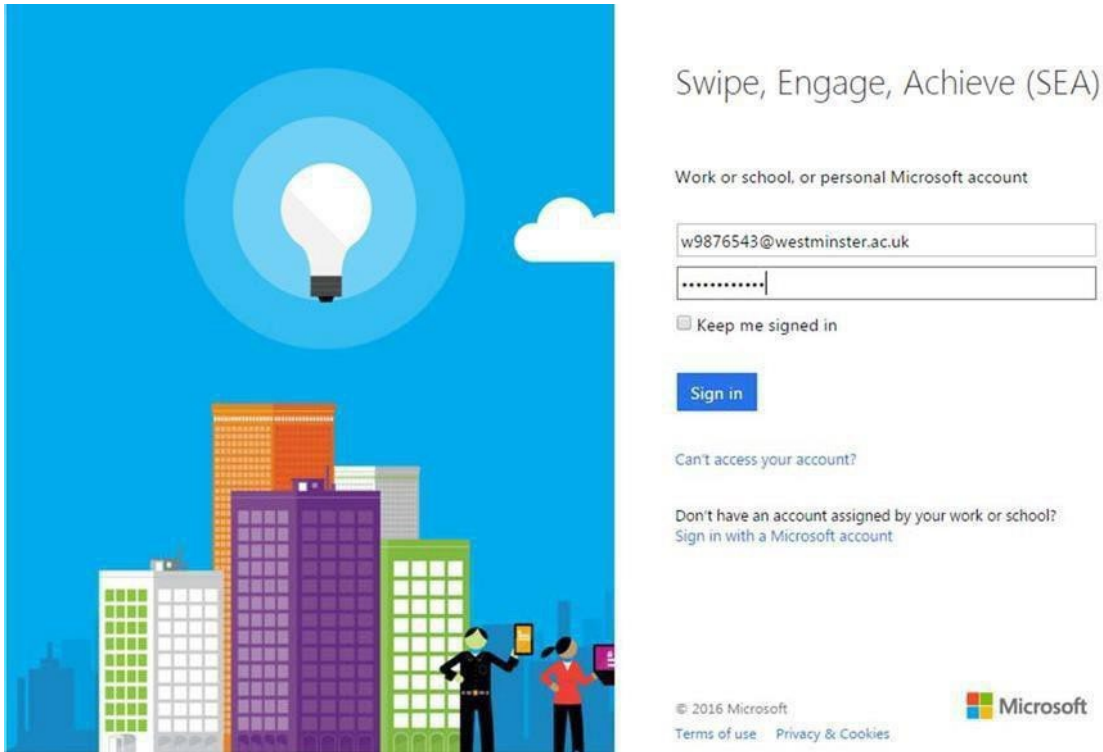 Swipe, Engage, Achieve (SEA)
Work or school, or personal Microsoft account
w9876543@westminster.ac.uk
••••••••••••
Keep me signed in
Sign in
Can't access your account?
Don't have an account assigned by your work or school?
Sign in with a Microsoft account
© 2016 Microsoft
Terms of use Privacy & Cookies
Microsoft